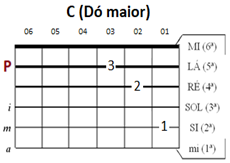 C (Dó maior)
06 05 04 03 02 01
MI (6ª)
P 3 LÁ (5ª)
2 RÉ (4ª)
i SOL (3ª)
m 1 SI (2ª)
a mi (1ª)